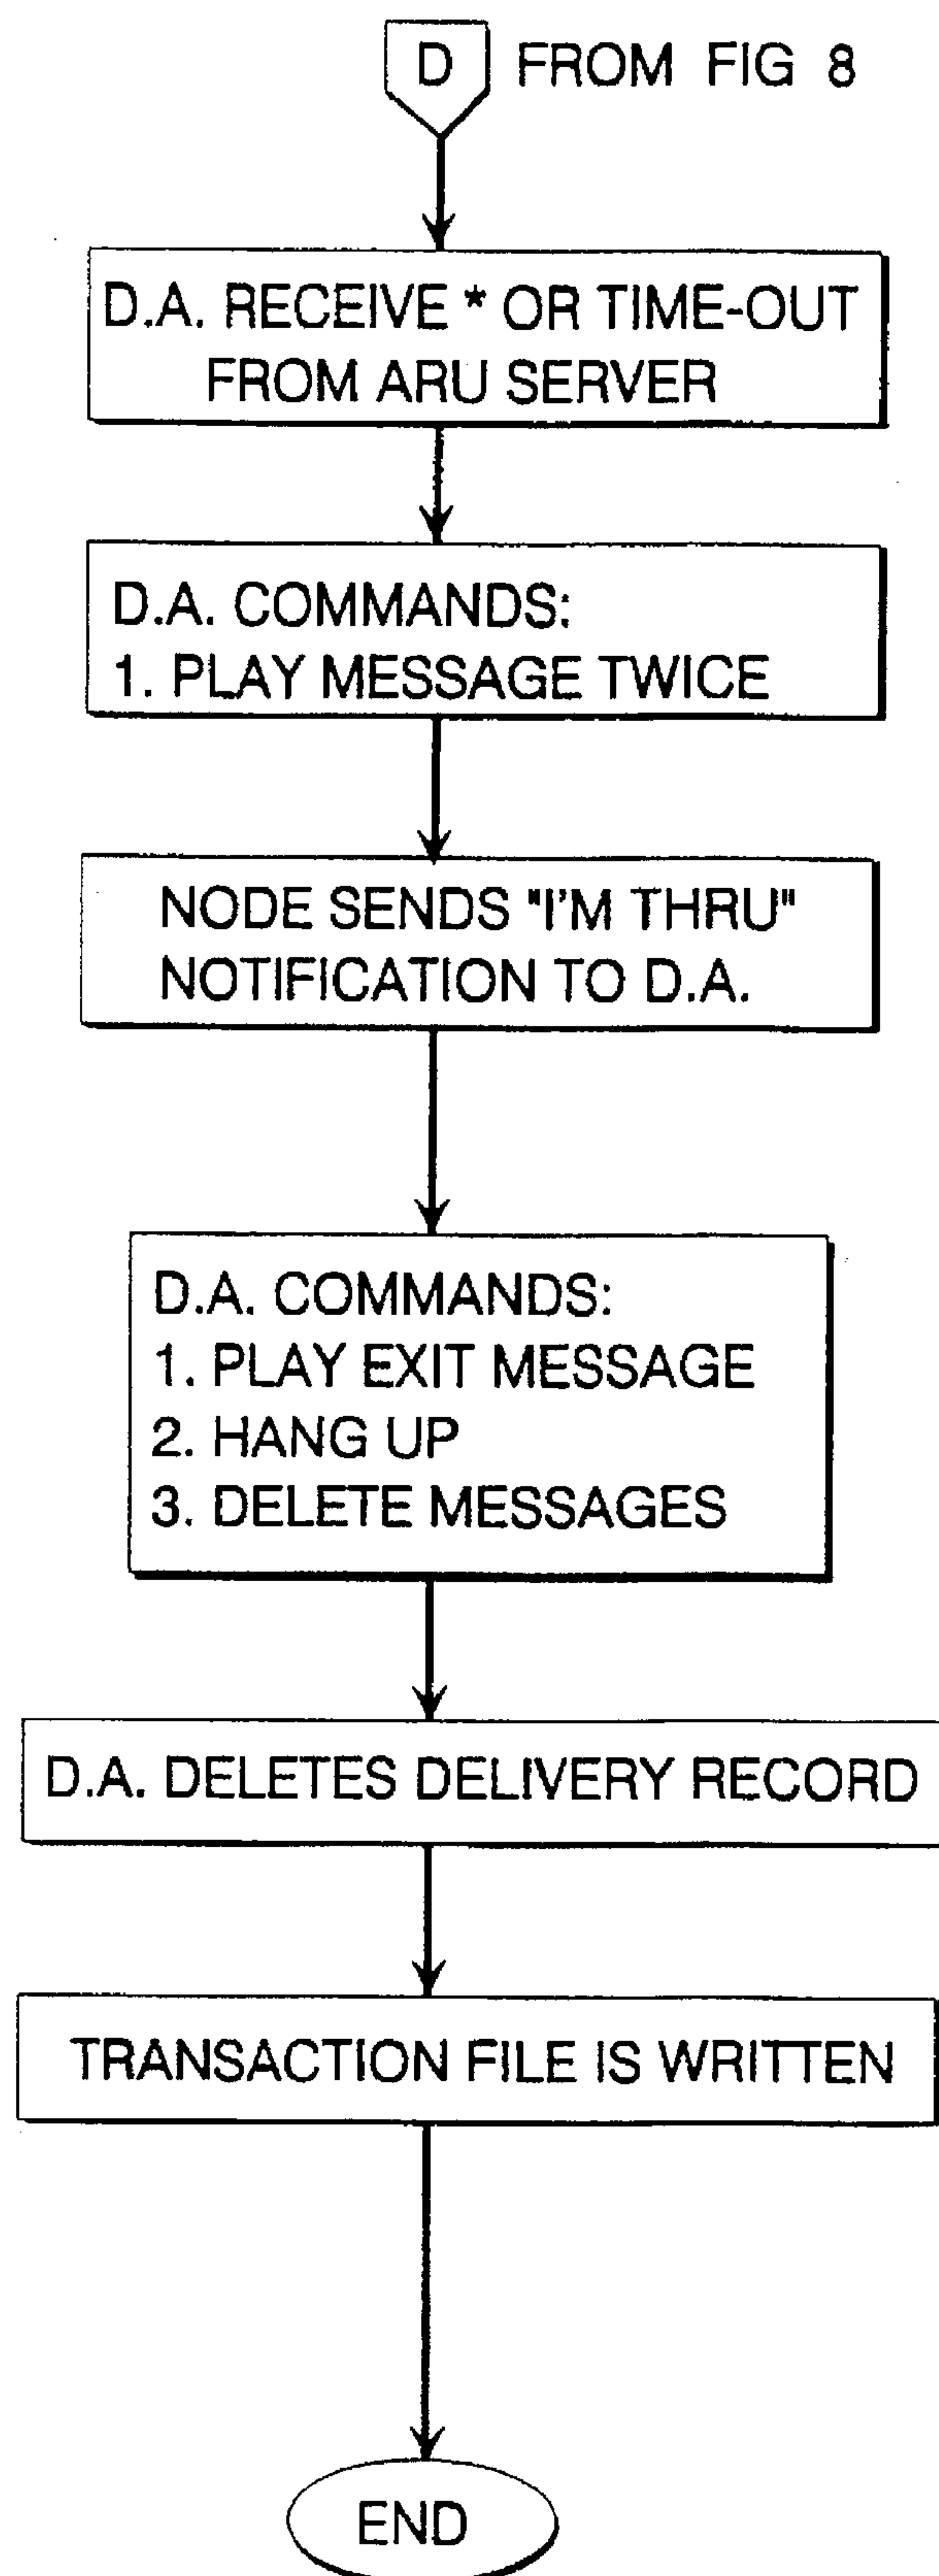 D FROM FIG 8
D.A. RECEIVE * OR TIME-OUT
FROM ARU SERVER
D.A. COMMANDS:
1. PLAY MESSAGE TWICE
NODE SENDS "I'M THRU"
NOTIFICATION TO D.A.
D.A. COMMANDS:
1. PLAY EXIT MESSAGE
2. HANG UP
3. DELETE MESSAGES
D.A. DELETES DELIVERY RECORD
TRANSACTION FILE IS WRITTEN
END